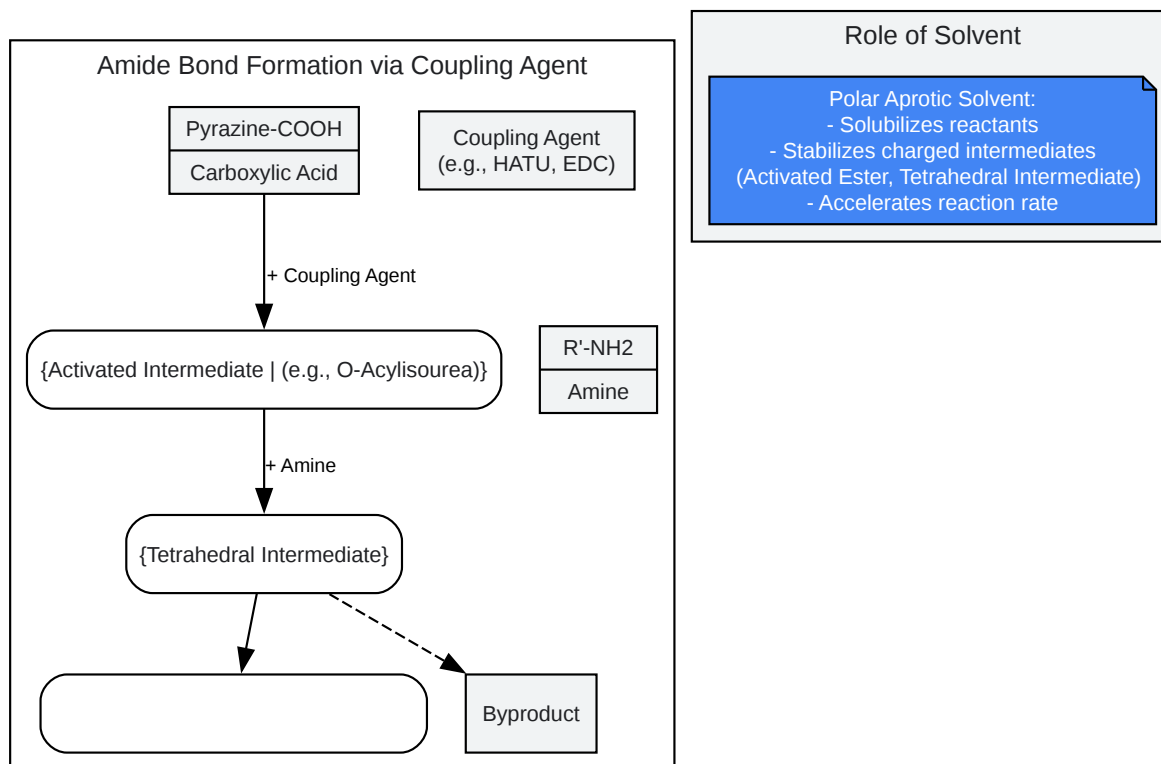 Amide Bond Formation via Coupling Agent
Pyrazine-COOH
Carboxylic Acid
Coupling Agent
(e.g., HATU, EDC)
+ Coupling Agent
{Activated Intermediate | (e.g., O-Acylisourea)}
R'-NH2
Amine
+ Amine
{Tetrahedral Intermediate}
Byproduct
Role of Solvent
Polar Aprotic Solvent:
- Solubilizes reactants
- Stabilizes charged intermediates
(Activated Ester, Tetrahedral Intermediate)
- Accelerates reaction rate